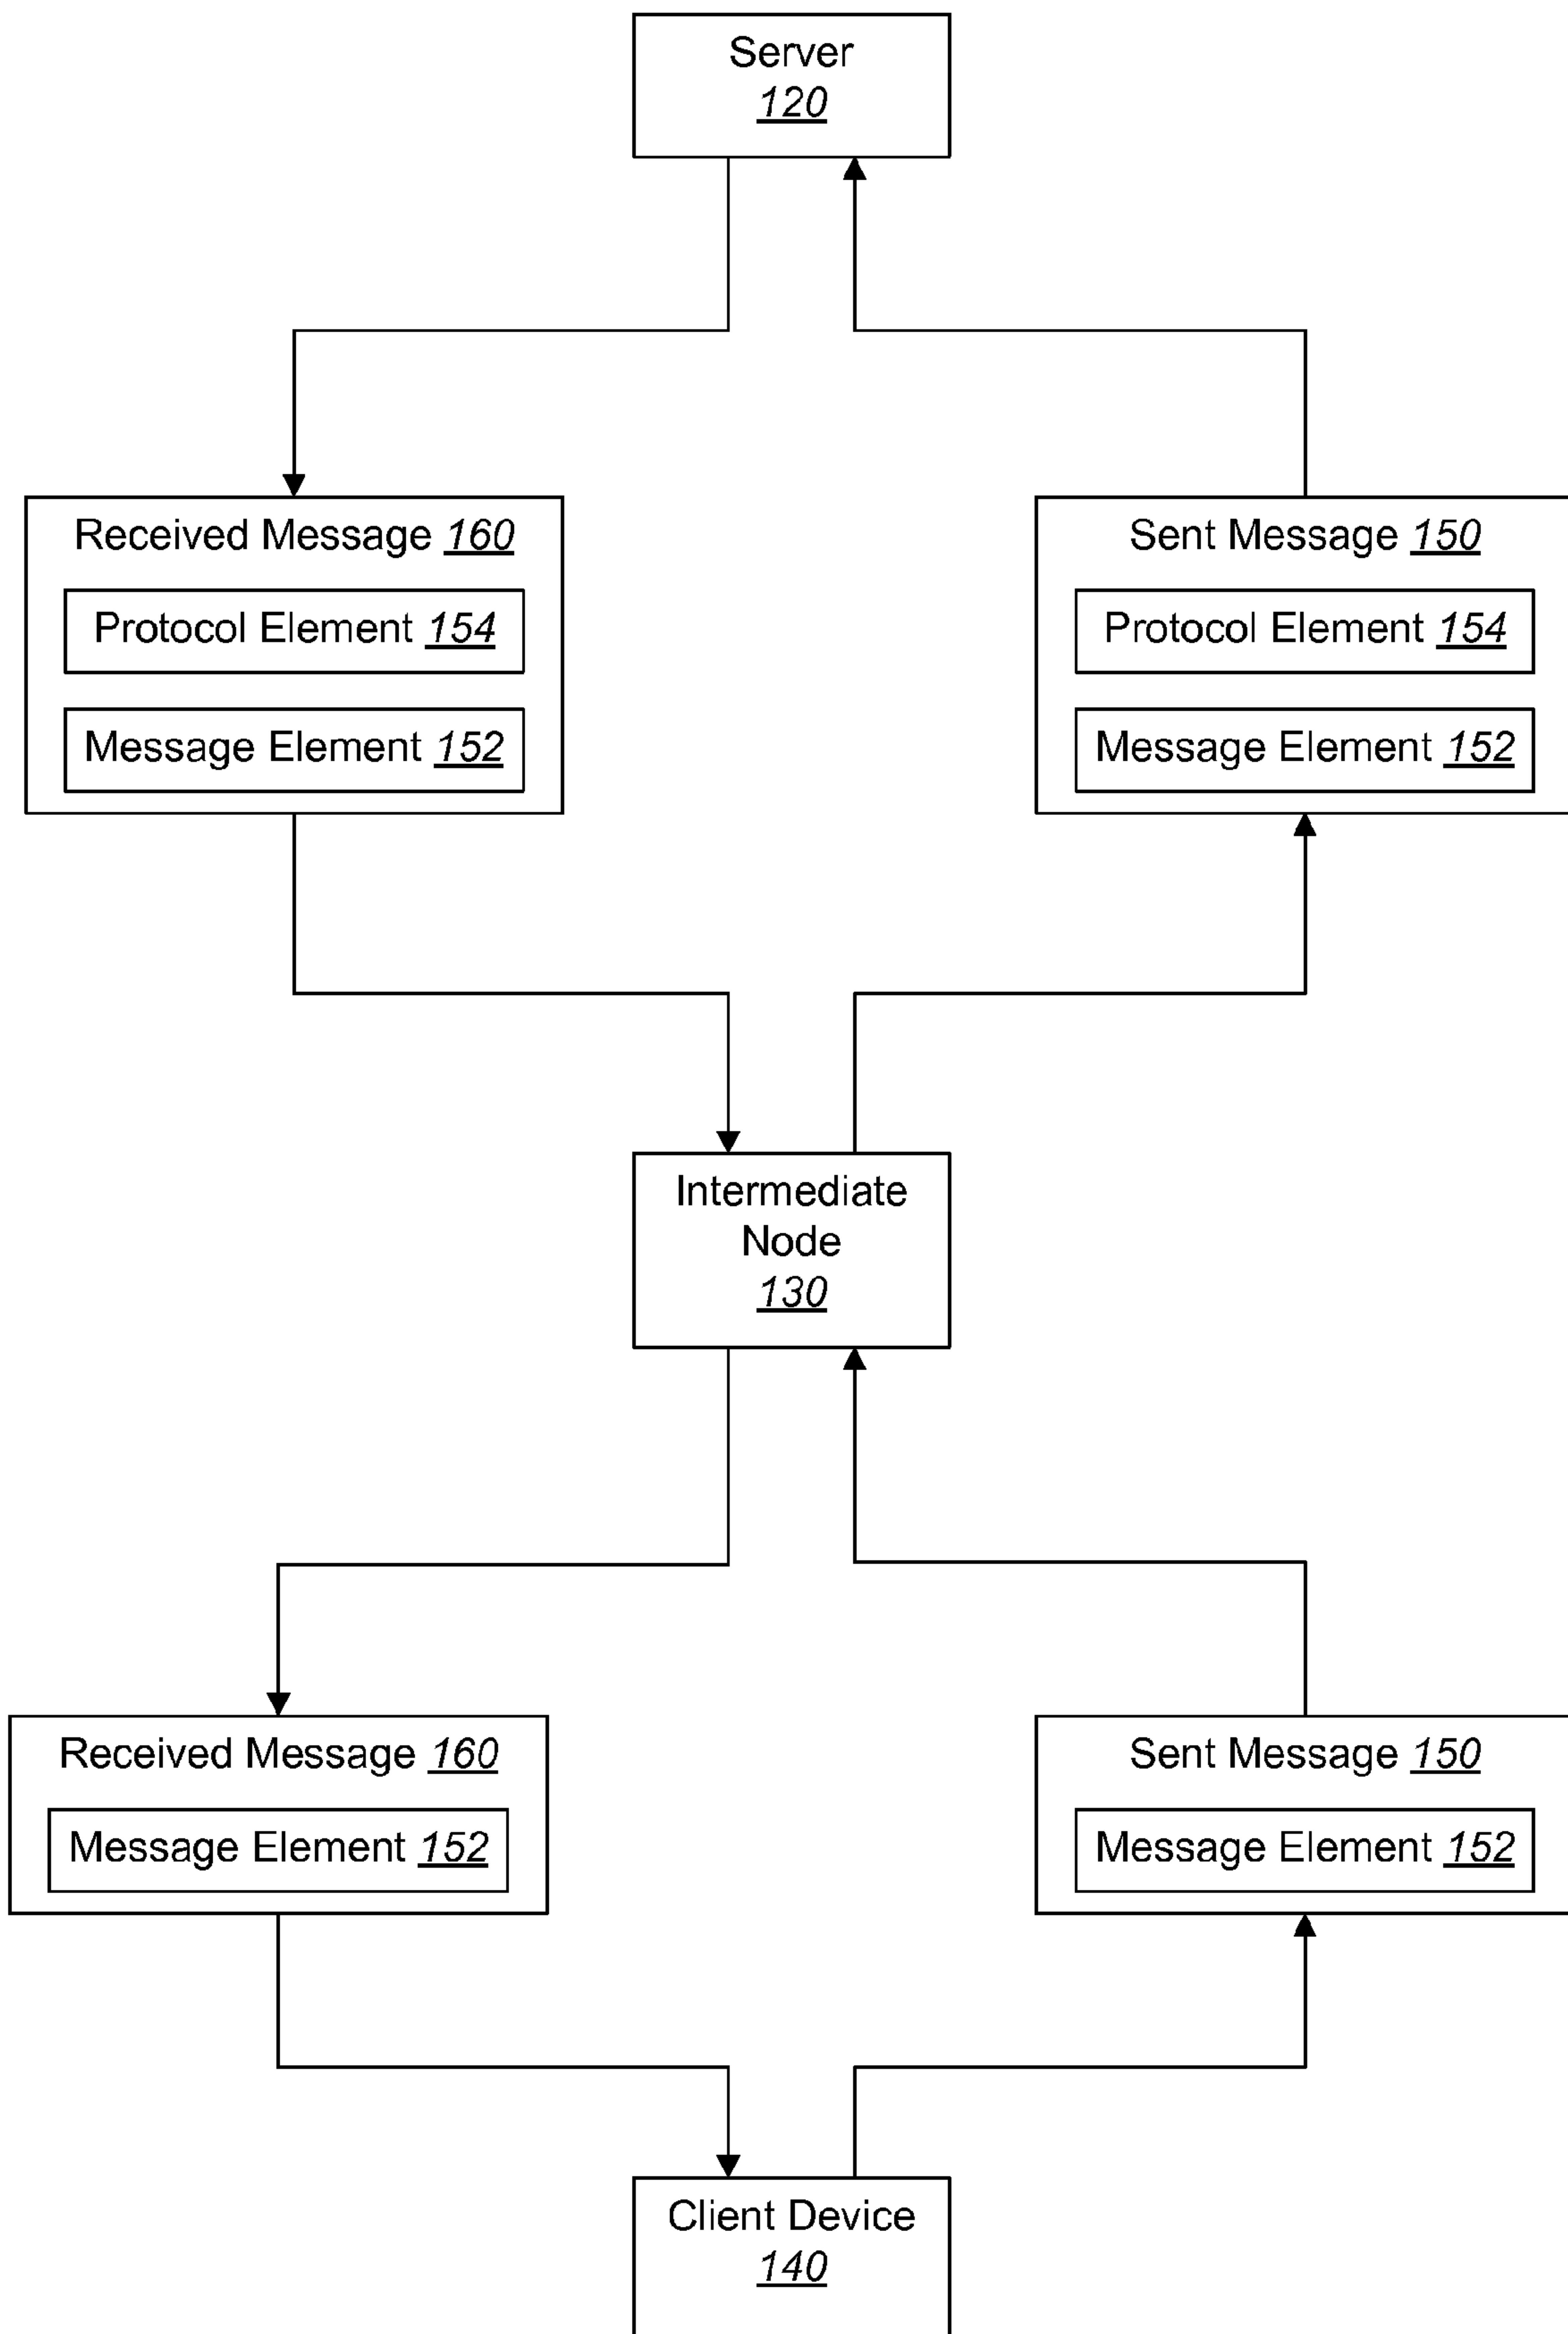 Server
120
Received Message 160
Protocol Element 154
Message Element 152
Sent Message 150
Protocol Element 154
Message Element 152
Intermediate
Node
130
Received Message 160
Message Element 152
Sent Message 150
Message Element 152
Client Device
140